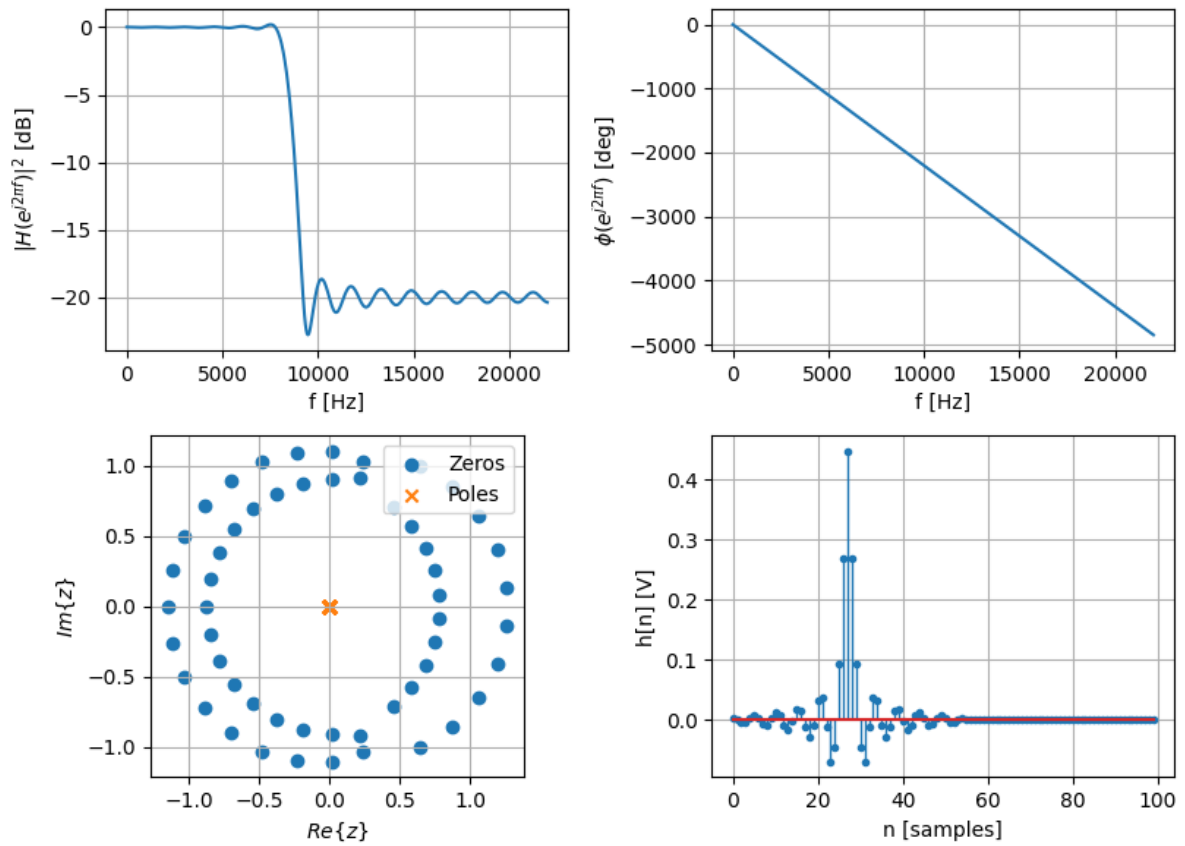 |H(e^{j2πf})|² [dB]
0
−5
−10
−15
−20
0 5000 10000 15000 20000
f [Hz]
ϕ(e^{j2πf}) [deg]
0
−1000
−2000
−3000
−4000
−5000
0 5000 10000 15000 20000
f [Hz]
Im{z}
1.0
0.5
0.0
−0.5
−1.0
Zeros
Poles
−1.0 −0.5 0.0 0.5 1.0
Re{z}
h[n] [V]
0.4
0.3
0.2
0.1
0.0
0 20 40 60 80 100
n [samples]